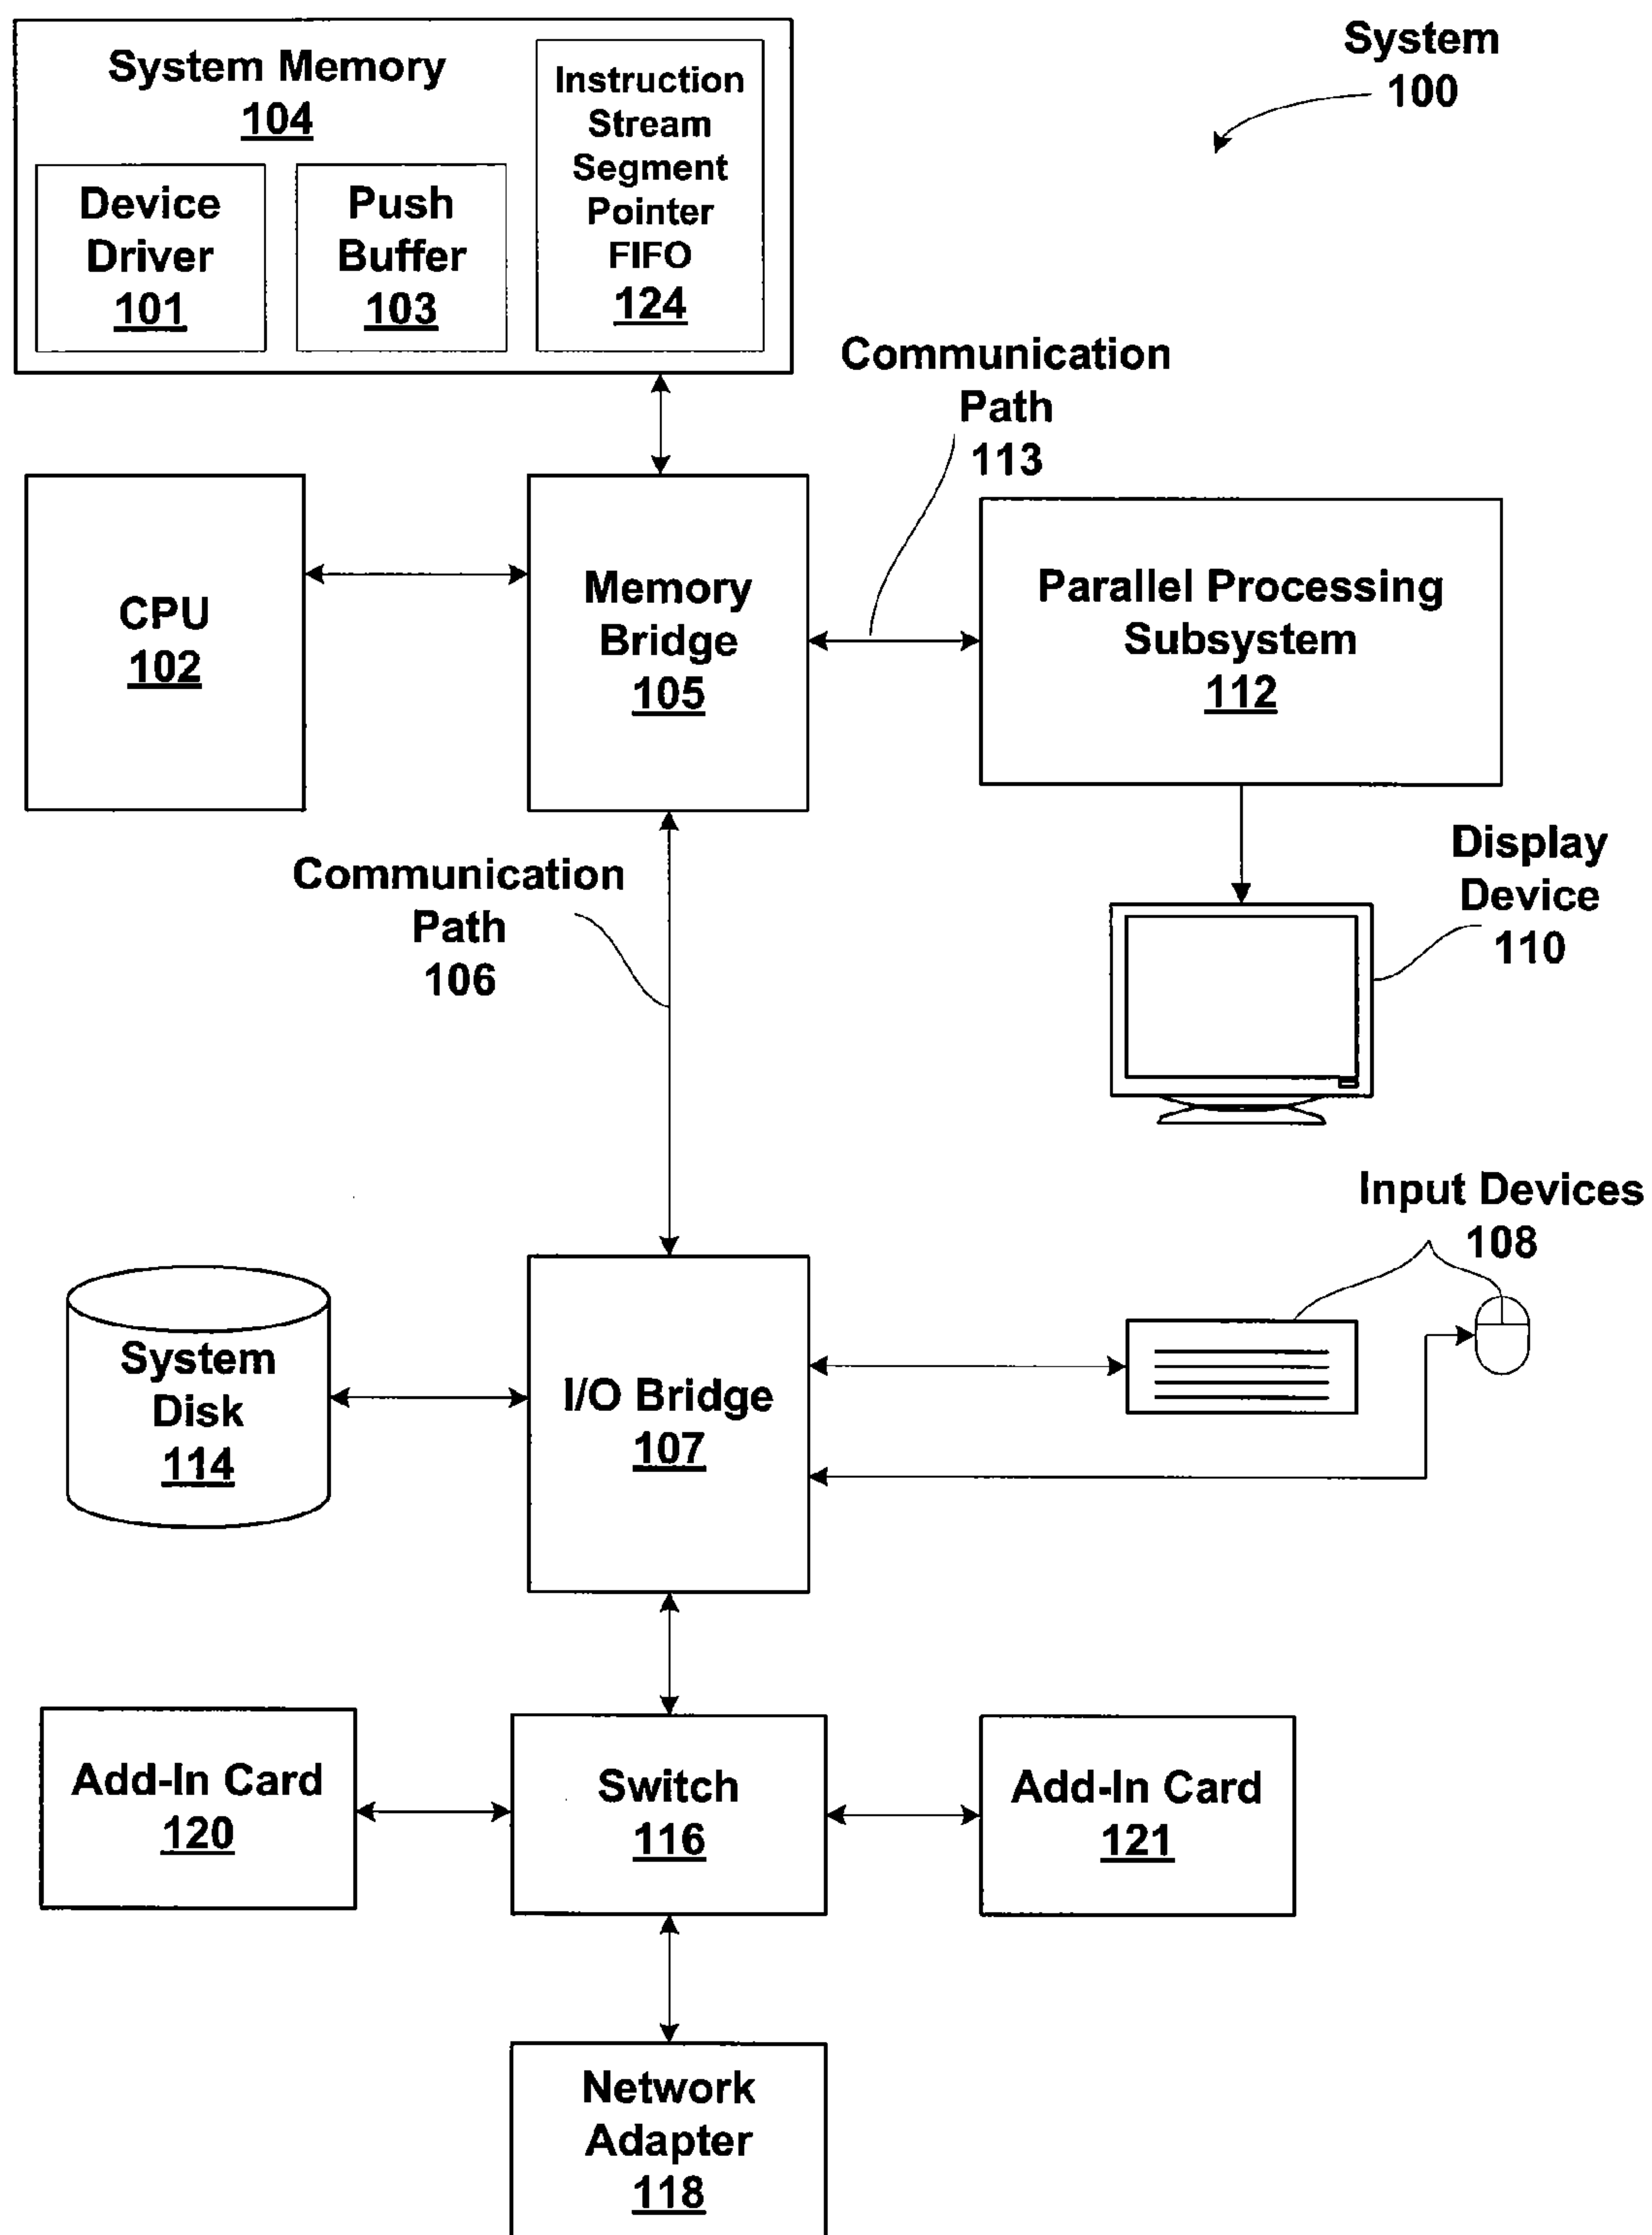 System
100
System Memory
104
Device
Driver
101
Push
Buffer
103
Instruction
Stream
Segment
Pointer
FIFO
124
Communication
Path
113
CPU
102
Memory
Bridge
105
Parallel Processing
Subsystem
112
Communication
Path
106
Display
Device
110
Input Devices
108
System
Disk
114
I/O Bridge
107
Add-In Card
120
Switch
116
Add-In Card
121
Network
Adapter
118